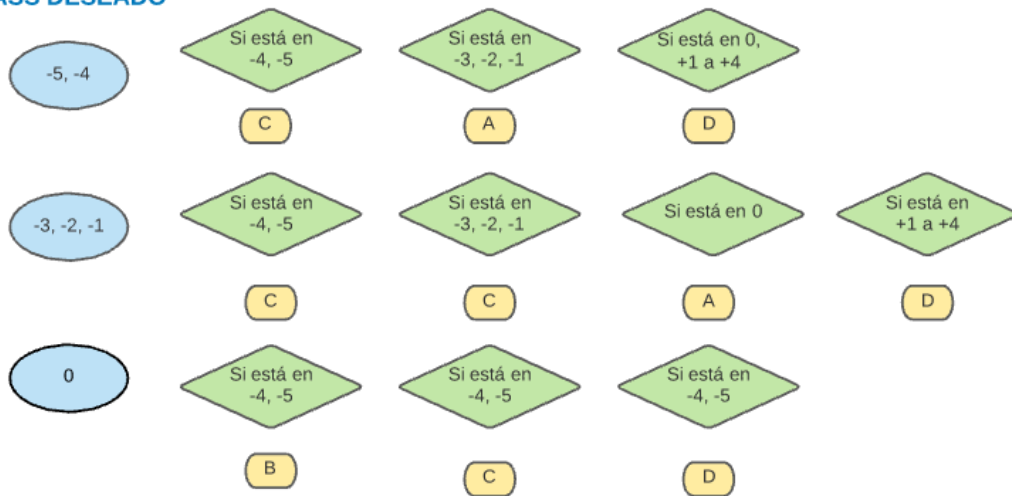 ASS DESEADO
-5, -4
Si está en
-4, -5
Si está en
-3, -2, -1
Si está en 0,
+1 a +4
C
A
D
-3, -2, -1
Si está en
-4, -5
Si está en
-3, -2, -1
Si está en 0
Si está en
+1 a +4
C
C
A
D
0
Si está en
-4, -5
Si está en
-4, -5
Si está en
-4, -5
B
C
D